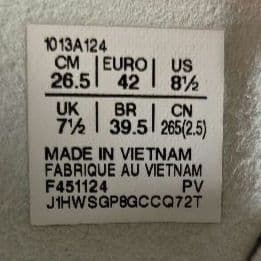 1013A124
CM | EURO | US
26.5 | 42 | 8½
UK | BR | CN
7½ | 39.5 | 265(2.5)
MADE IN VIETNAM
FABRIQUE AU VIETNAM
F451124 PV
J1HWSGP8GCCQ72T